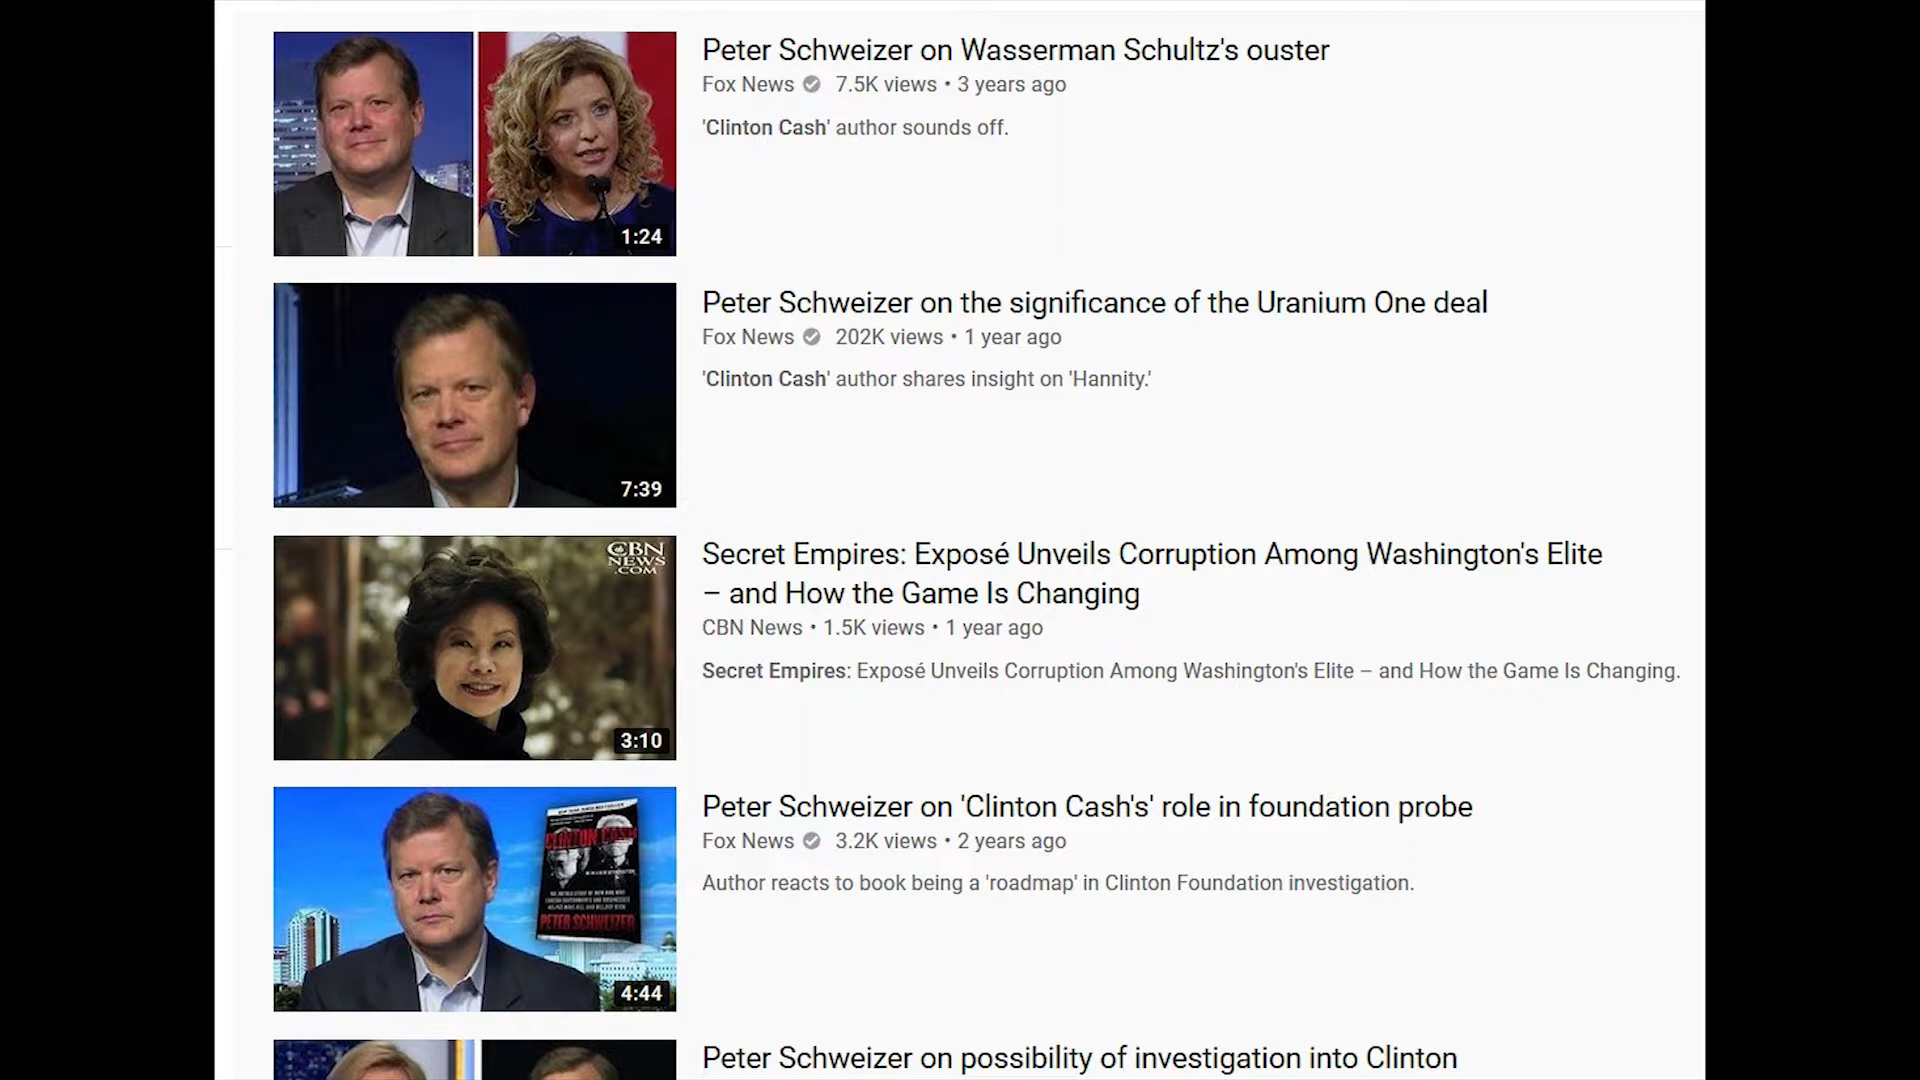 Peter Schweizer on Wasserman Schultz's ouster
Fox News 7.5K views • 3 years ago
'Clinton Cash' author sounds off.
1:24
Peter Schweizer on the significance of the Uranium One deal
Fox News 202K views • 1 year ago
'Clinton Cash' author shares insight on 'Hannity.'
7:39
CBN
NEWS
.COM
Secret Empires: Exposé Unveils Corruption Among Washington's Elite
– and How the Game Is Changing
CBN News • 1.5K views • 1 year ago
Secret Empires: Exposé Unveils Corruption Among Washington's Elite – and How the Game Is Changing.
3:10
Peter Schweizer on 'Clinton Cash's' role in foundation probe
Fox News 3.2K views • 2 years ago
Author reacts to book being a 'roadmap' in Clinton Foundation investigation.
CLINTON CASH
PETER SCHWEIZER
4:44
Peter Schweizer on possibility of investigation into Clinton